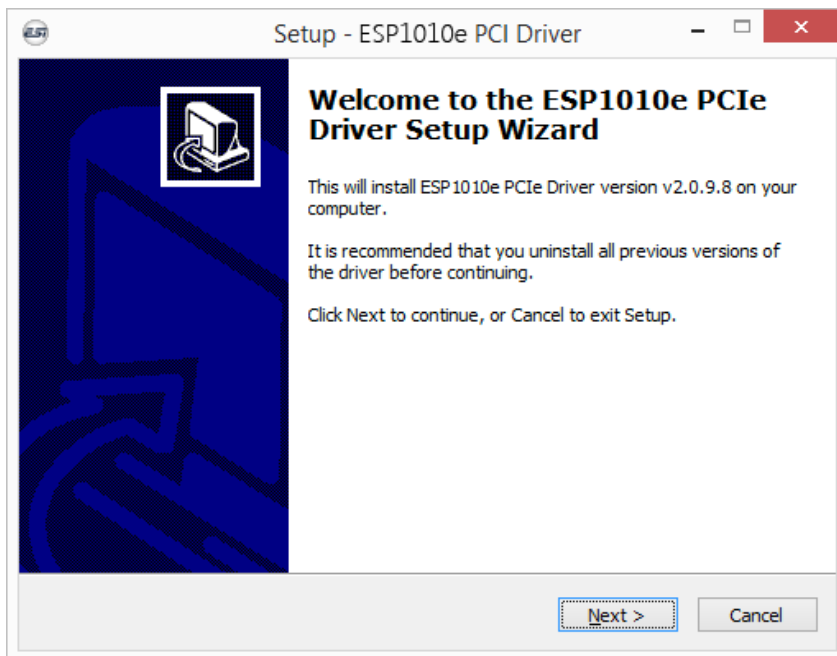 ESI
Setup - ESP1010e PCI Driver
Welcome to the ESP1010e PCIe
Driver Setup Wizard
This will install ESP1010e PCIe Driver version v2.0.9.8 on your
computer.
It is recommended that you uninstall all previous versions of
the driver before continuing.
Click Next to continue, or Cancel to exit Setup.
Next >
Cancel